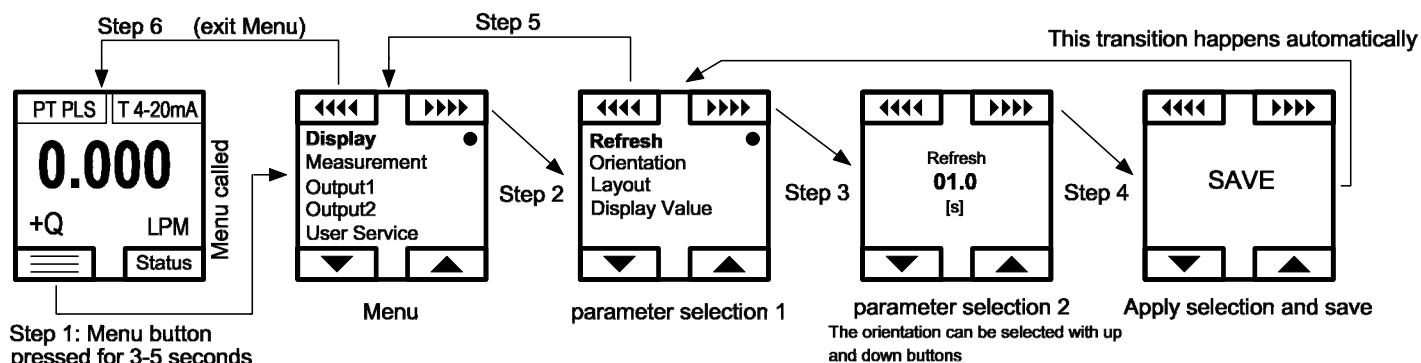 Step 6 (exit Menu)
Step 5
This transition happens automatically
PT PLS T 4-20mA
0.000
+Q LPM
Status
Menu called
Step 1: Menu button
pressed for 3-5 seconds
Display
Measurement
Output1
Output2
User Service
Menu
Step 2
Refresh
Orientation
Layout
Display Value
parameter selection 1
Step 3
Refresh
01.0
[s]
parameter selection 2
The orientation can be selected with up
and down buttons
Step 4
SAVE
Apply selection and save